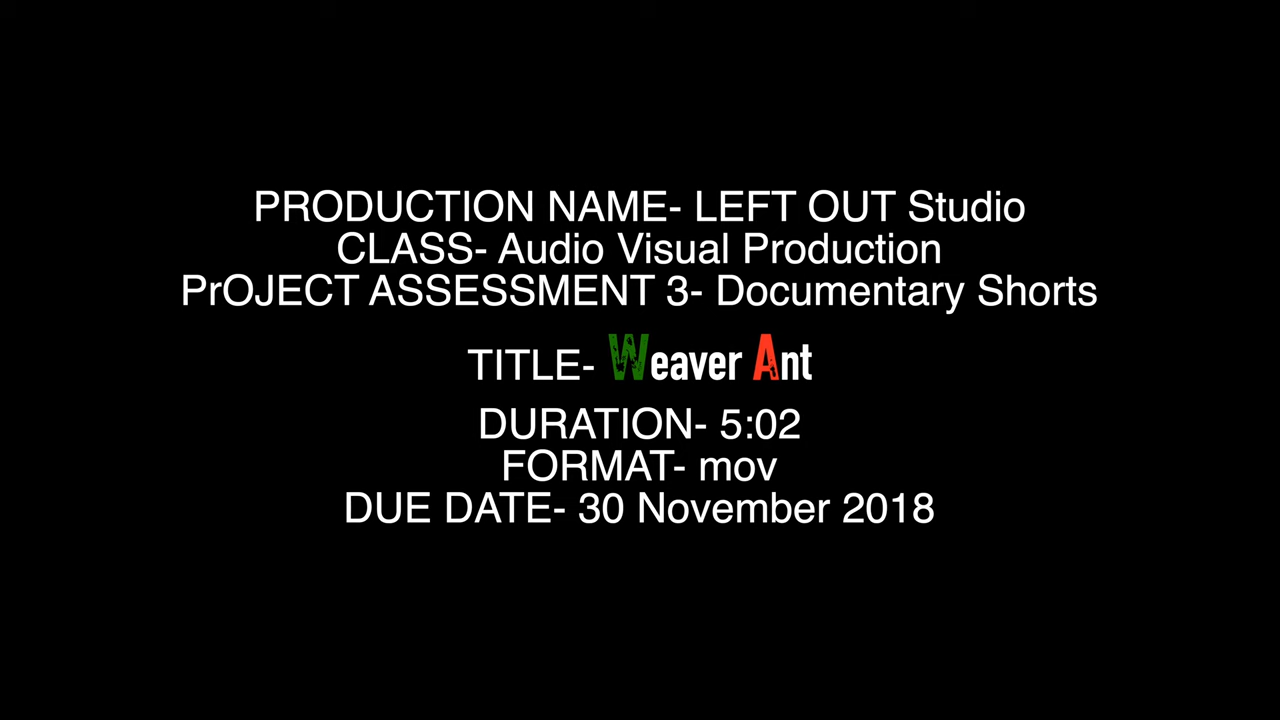 PRODUCTION NAME- LEFT OUT Studio
CLASS- Audio Visual Production
PrOJECT ASSESSMENT 3- Documentary Shorts
TITLE- Weaver Ant
DURATION- 5:02
FORMAT- mov
DUE DATE- 30 November 2018